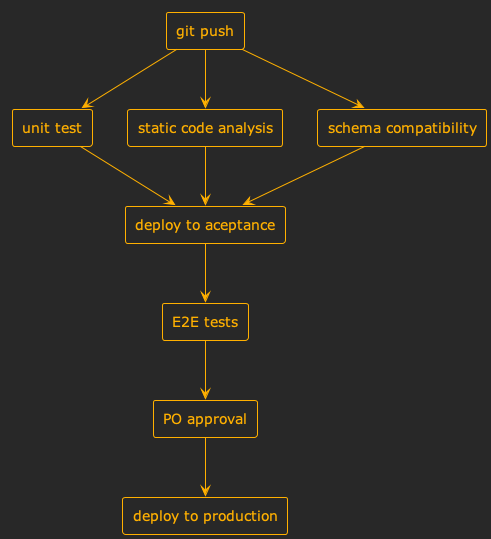 git push
unit test
static code analysis
schema compatibility
deploy to aceptance
E2E tests
PO approval
deploy to production